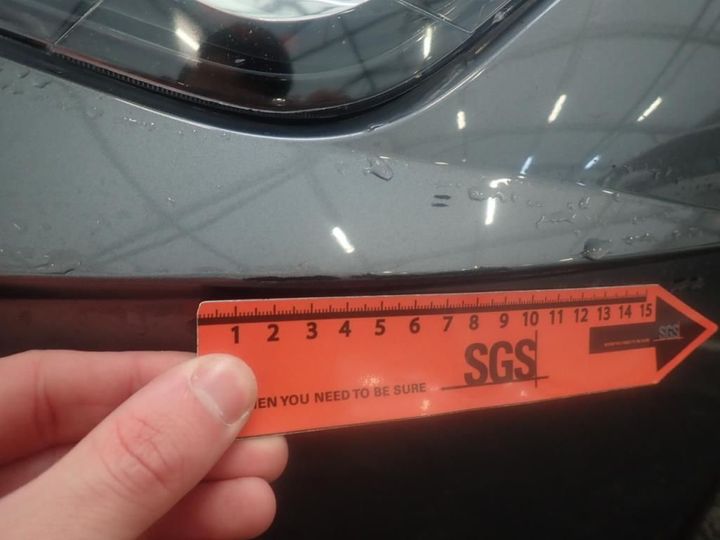 1 2 3 4 5 6 7 8 9 10 11 12 13 14 15
SGS
SGS
EN YOU NEED TO BE SURE